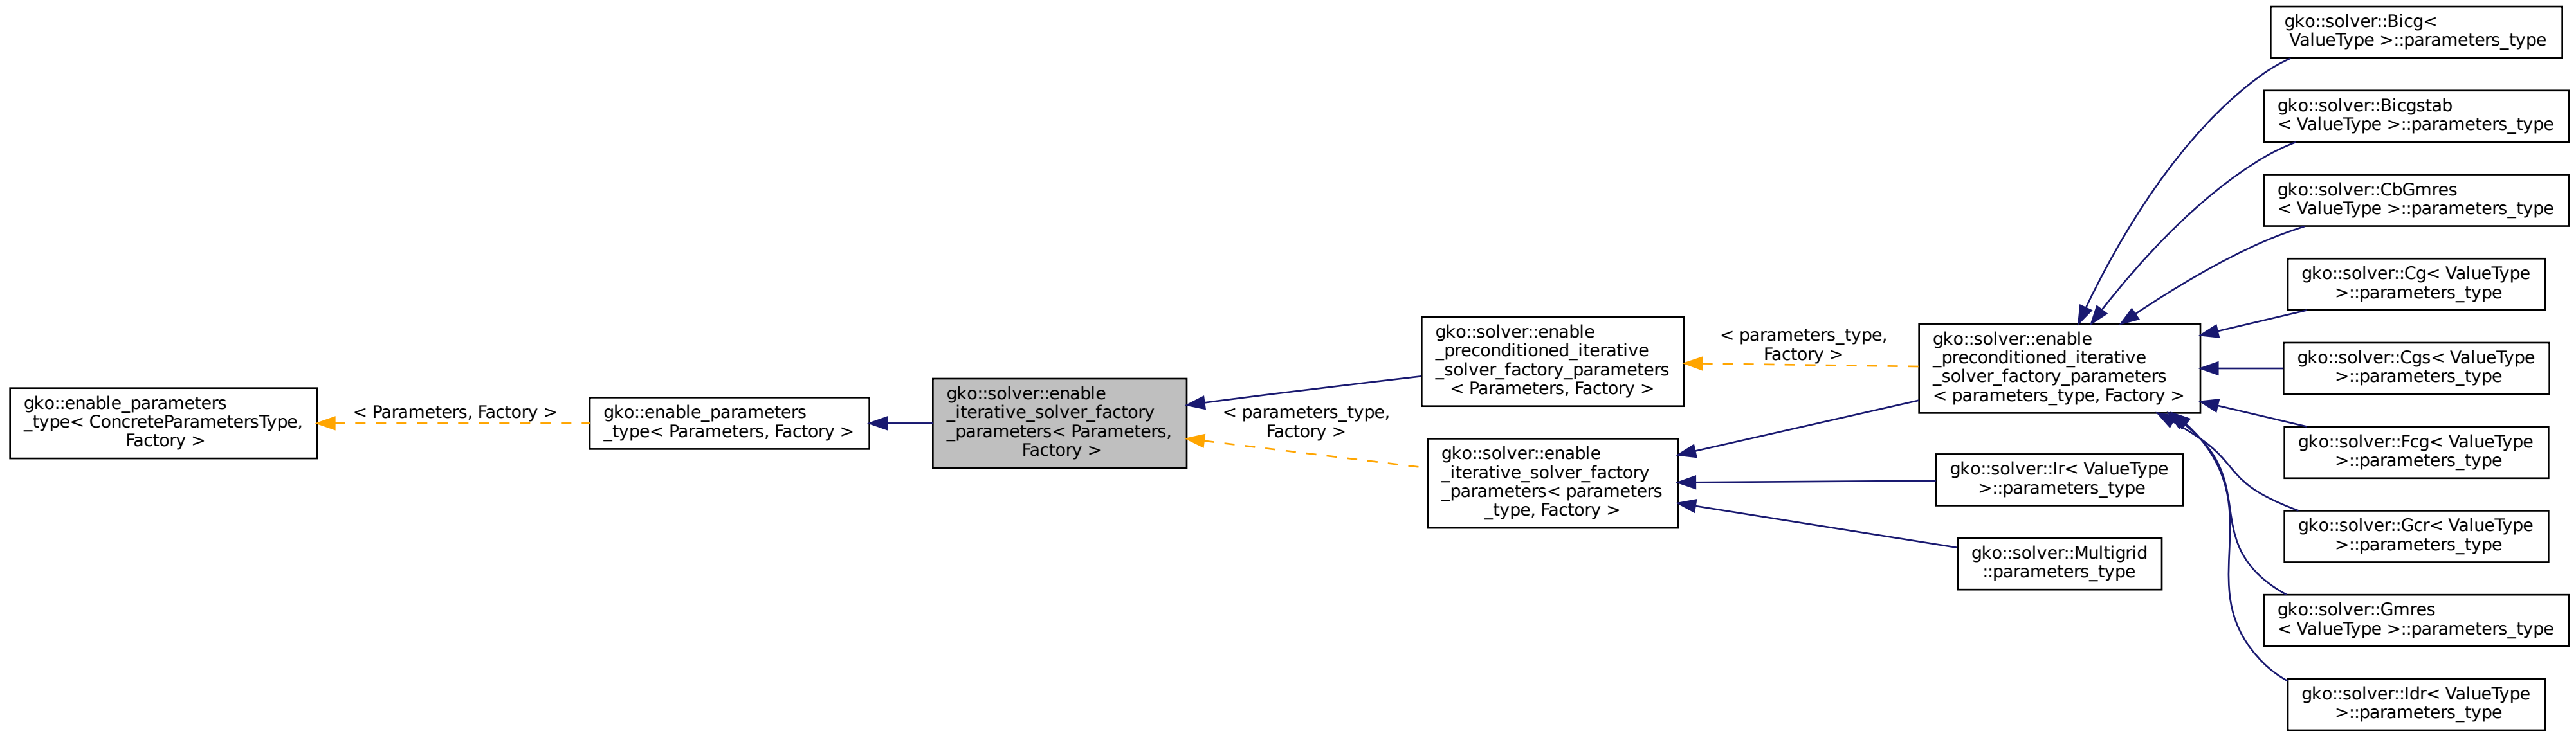 gko::enable_parameters
_type< ConcreteParametersType,
Factory >
< Parameters, Factory >
gko::enable_parameters
_type< Parameters, Factory >
gko::solver::enable
_iterative_solver_factory
_parameters< Parameters,
Factory >
< parameters_type,
Factory >
gko::solver::enable
_preconditioned_iterative
_solver_factory_parameters
< Parameters, Factory >
gko::solver::enable
_iterative_solver_factory
_parameters< parameters
_type, Factory >
< parameters_type,
Factory >
gko::solver::enable
_preconditioned_iterative
_solver_factory_parameters
< parameters_type, Factory >
gko::solver::Ir< ValueType
>::parameters_type
gko::solver::Multigrid
::parameters_type
gko::solver::Bicg<
ValueType >::parameters_type
gko::solver::Bicgstab
< ValueType >::parameters_type
gko::solver::CbGmres
< ValueType >::parameters_type
gko::solver::Cg< ValueType
>::parameters_type
gko::solver::Cgs< ValueType
>::parameters_type
gko::solver::Fcg< ValueType
>::parameters_type
gko::solver::Gcr< ValueType
>::parameters_type
gko::solver::Gmres
< ValueType >::parameters_type
gko::solver::Idr< ValueType
>::parameters_type